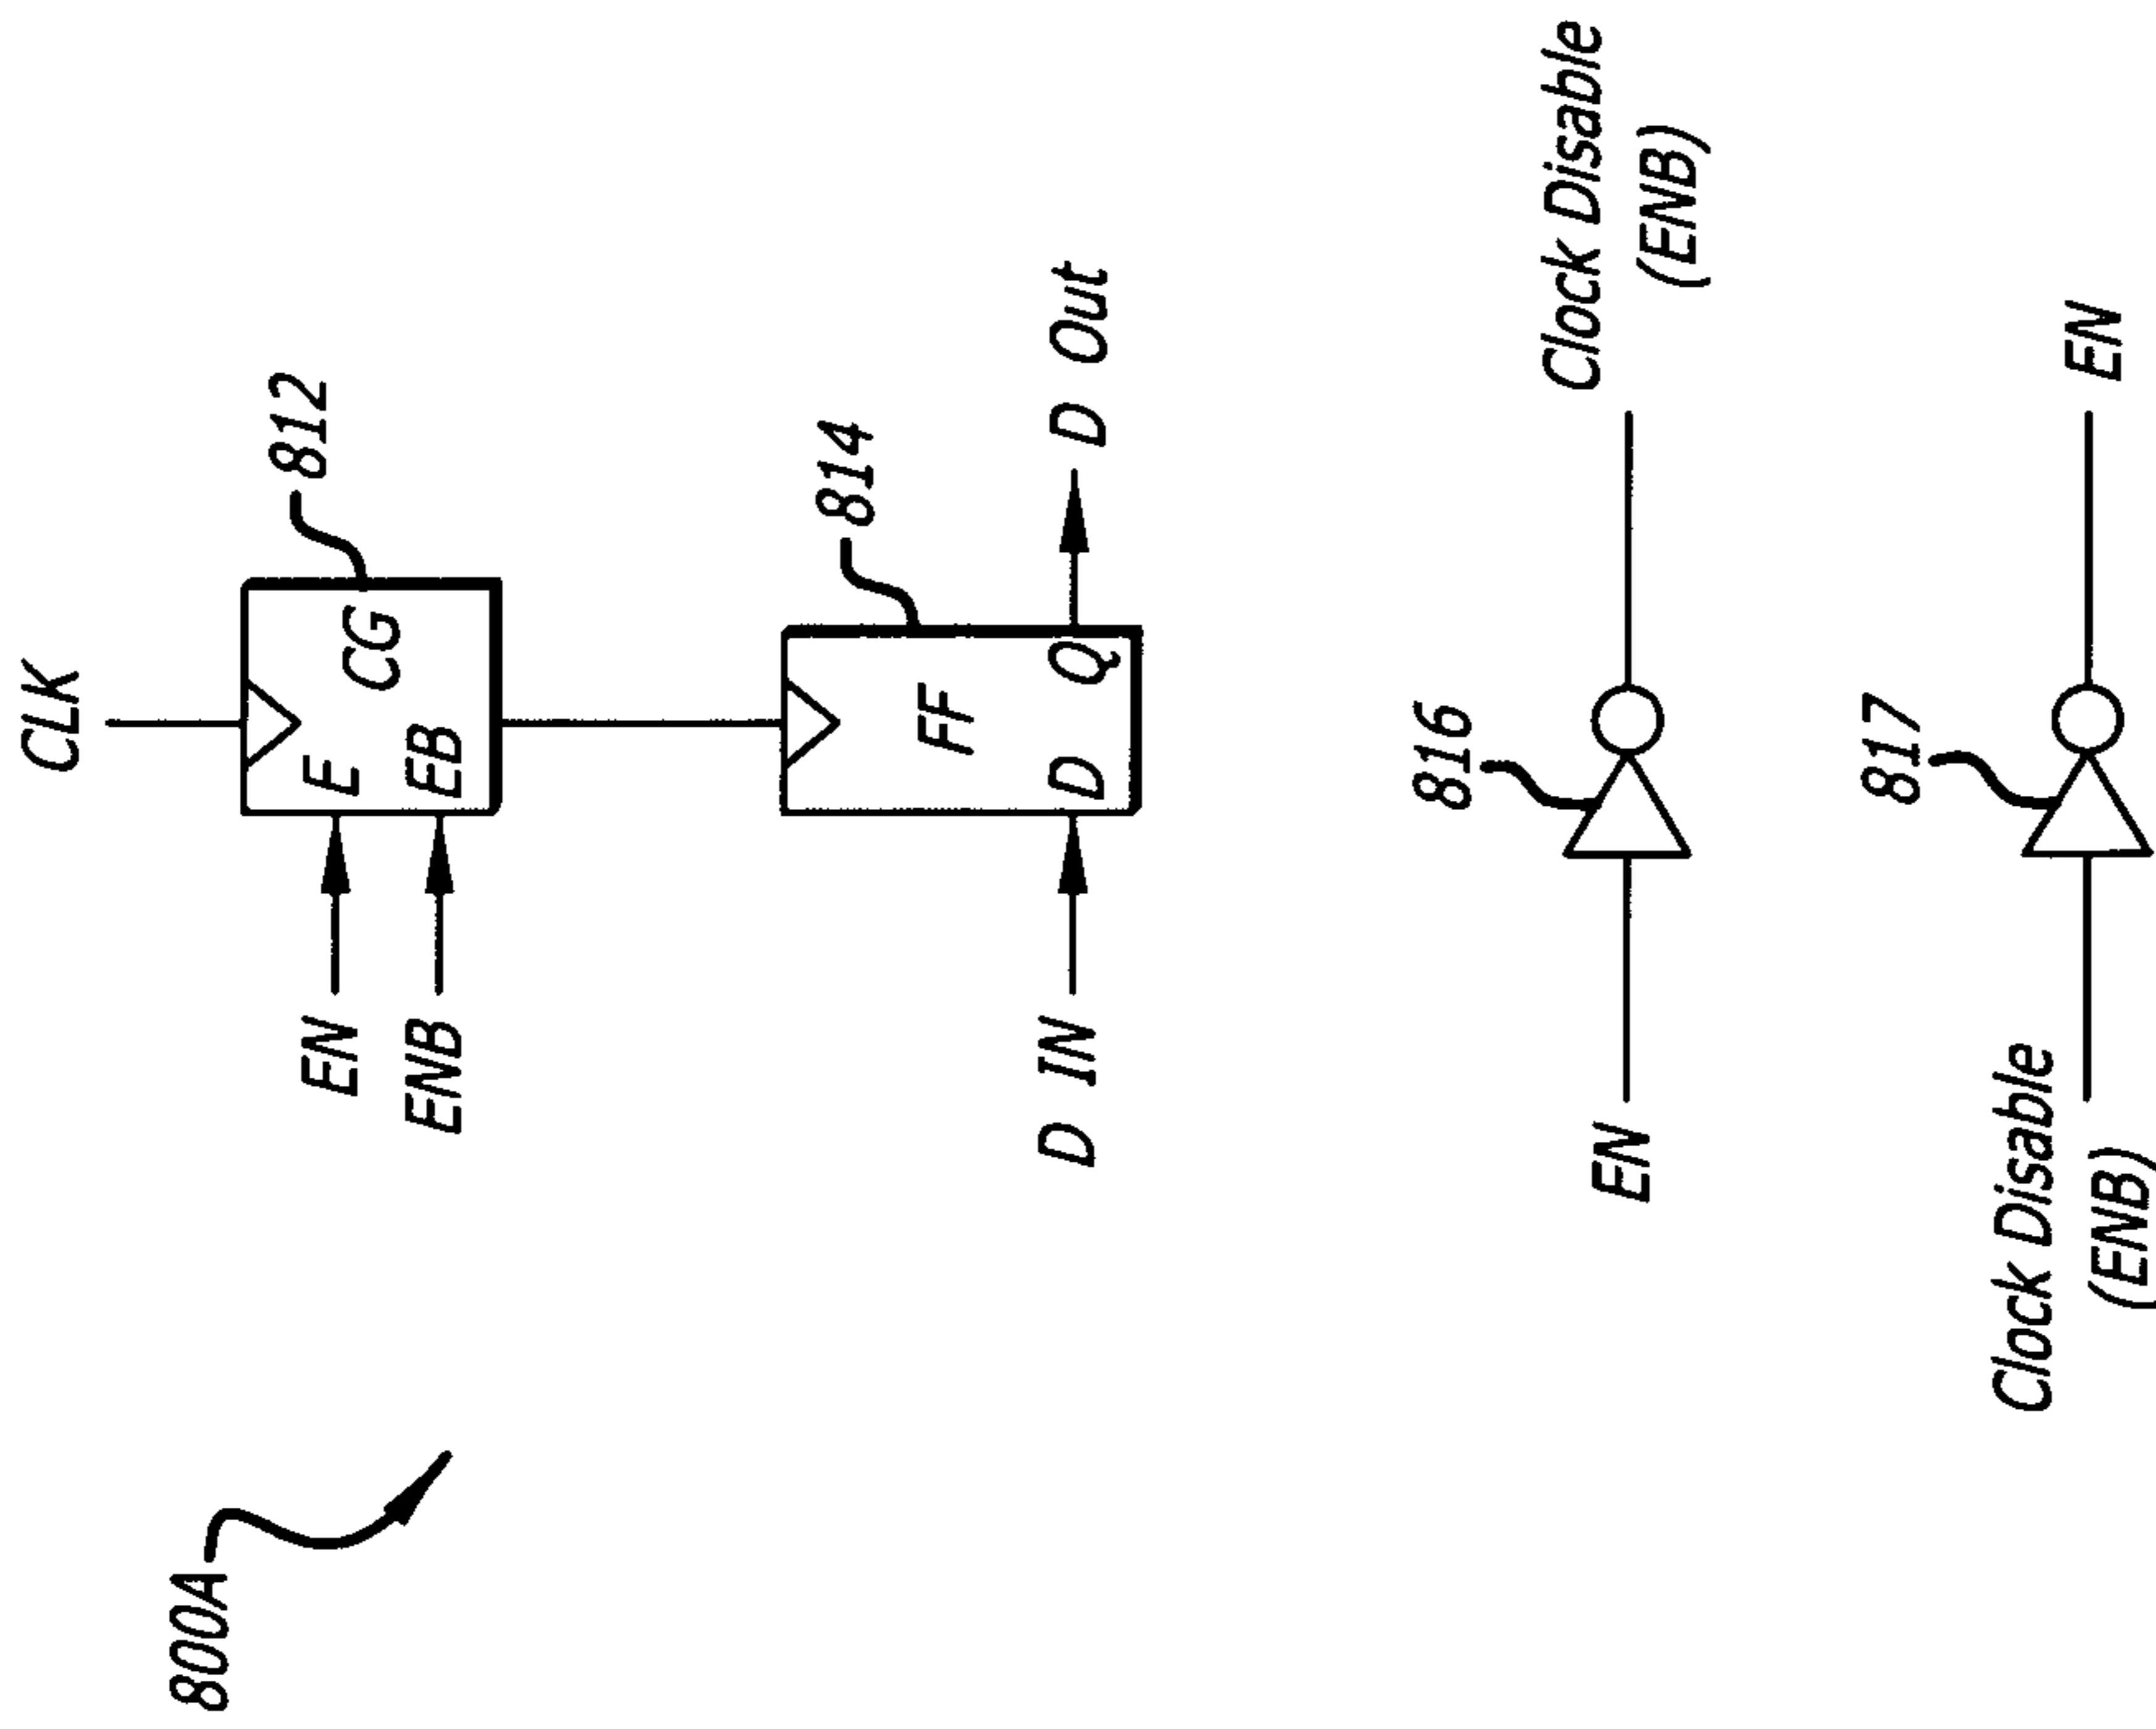 800A
CLK
812
EN
E
CG
ENB
EB
814
FF
D IN
D
Q
D Out
816
EN
Clock Disable
(ENB)
817
Clock Disable
(ENB)
EN